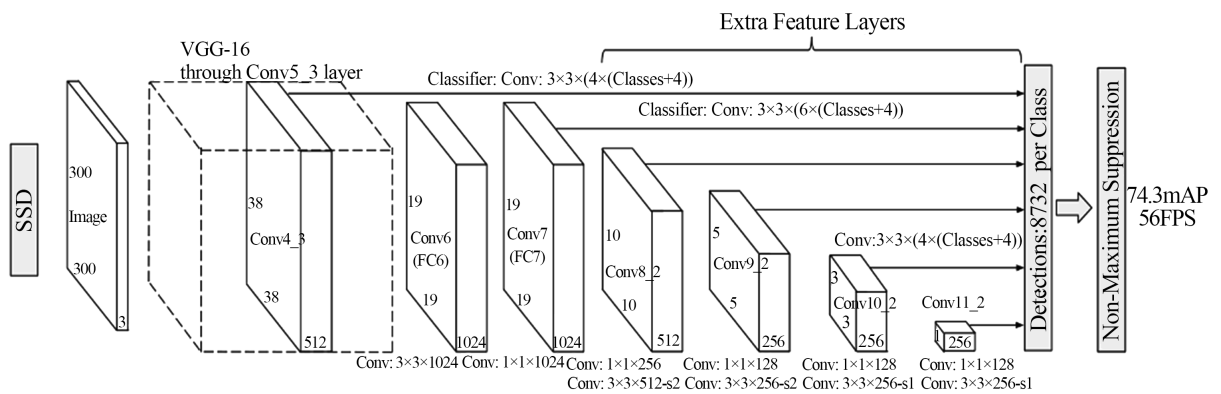 Extra Feature Layers
VGG-16
through Conv5_3 layer
Classifier: Conv: 3×3×(4×(Classes+4))
Classifier: Conv: 3×3×(6×(Classes+4))
SSD
300
Image
300
3
38
Conv4_3
38
512
19
Conv6
(FC6)
19
1024
19
Conv7
(FC7)
19
1024
10
Conv8_2
10
512
5
Conv9_2
5
256
Conv:3×3×(4×(Classes+4))
3
Conv10_2
3
256
Conv11_2
1
256
Conv: 3×3×1024
Conv: 1×1×1024
Conv: 1×1×256
Conv: 3×3×512-s2
Conv: 1×1×128
Conv: 3×3×256-s2
Conv: 1×1×128
Conv: 3×3×256-s1
Conv: 1×1×128
Conv: 3×3×256-s1
Detections:8732 per Class
Non-Maximum Suppression
74.3mAP
56FPS